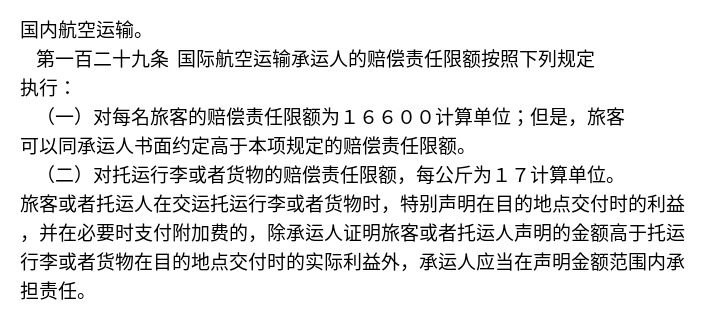 国内航空运输。
第一百二十九条 国际航空运输承运人的赔偿责任限额按照下列规定
执行：
（一）对每名旅客的赔偿责任限额为１６６００计算单位；但是，旅客
可以同承运人书面约定高于本项规定的赔偿责任限额。
（二）对托运行李或者货物的赔偿责任限额，每公斤为１７计算单位。
旅客或者托运人在交运托运行李或者货物时，特别声明在目的地点交付时的利益
，并在必要时支付附加费的，除承运人证明旅客或者托运人声明的金额高于托运
行李或者货物在目的地点交付时的实际利益外，承运人应当在声明金额范围内承
担责任。